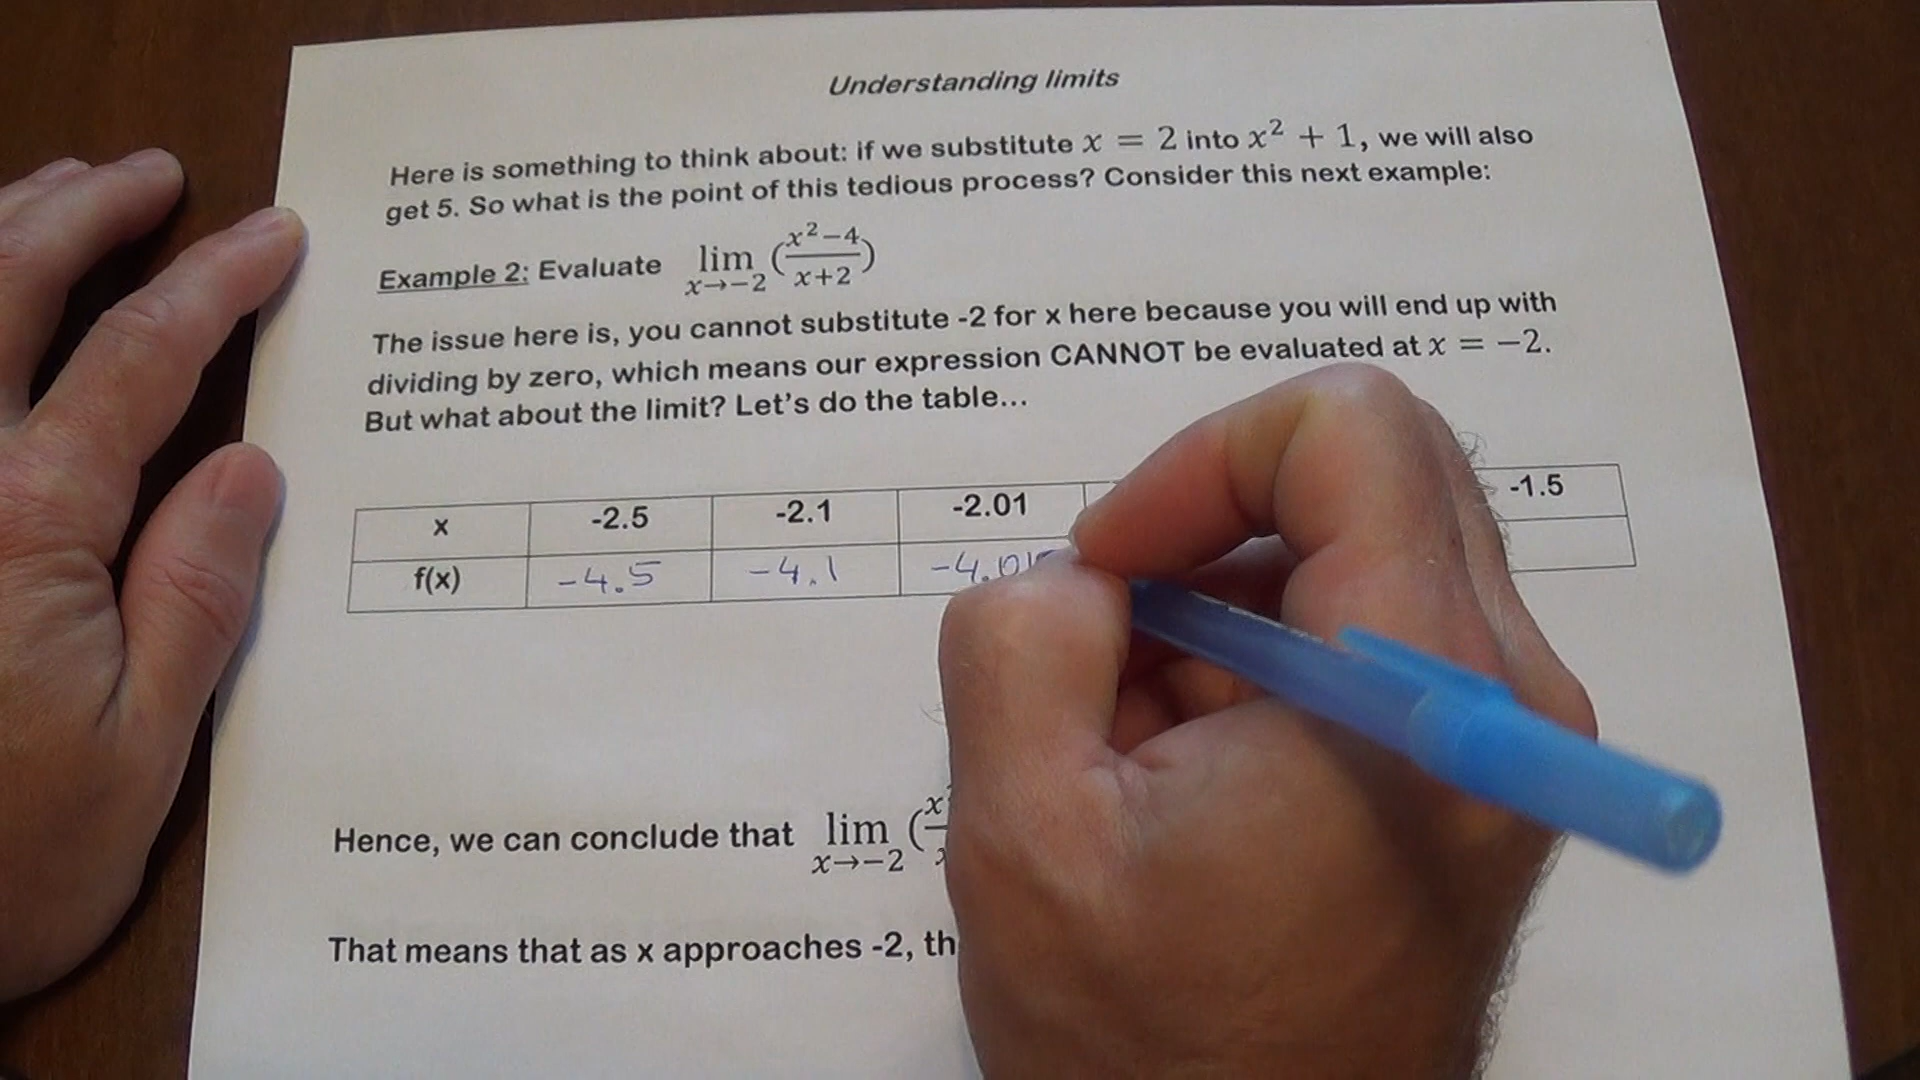 Understanding limits
Here is something to think about: if we substitute x = 2 into x² + 1, we will also
get 5. So what is the point of this tedious process? Consider this next example:
Example 2: Evaluate lim x→−2 (x²−4 / x+2)
The issue here is, you cannot substitute -2 for x here because you will end up with
dividing by zero, which means our expression CANNOT be evaluated at x = −2.
But what about the limit? Let's do the table...
x -2.5 -2.1 -2.01 -1.5
f(x) -4.5 -4.1 -4.01
Hence, we can conclude that lim x→−2 (x
That means that as x approaches -2, th